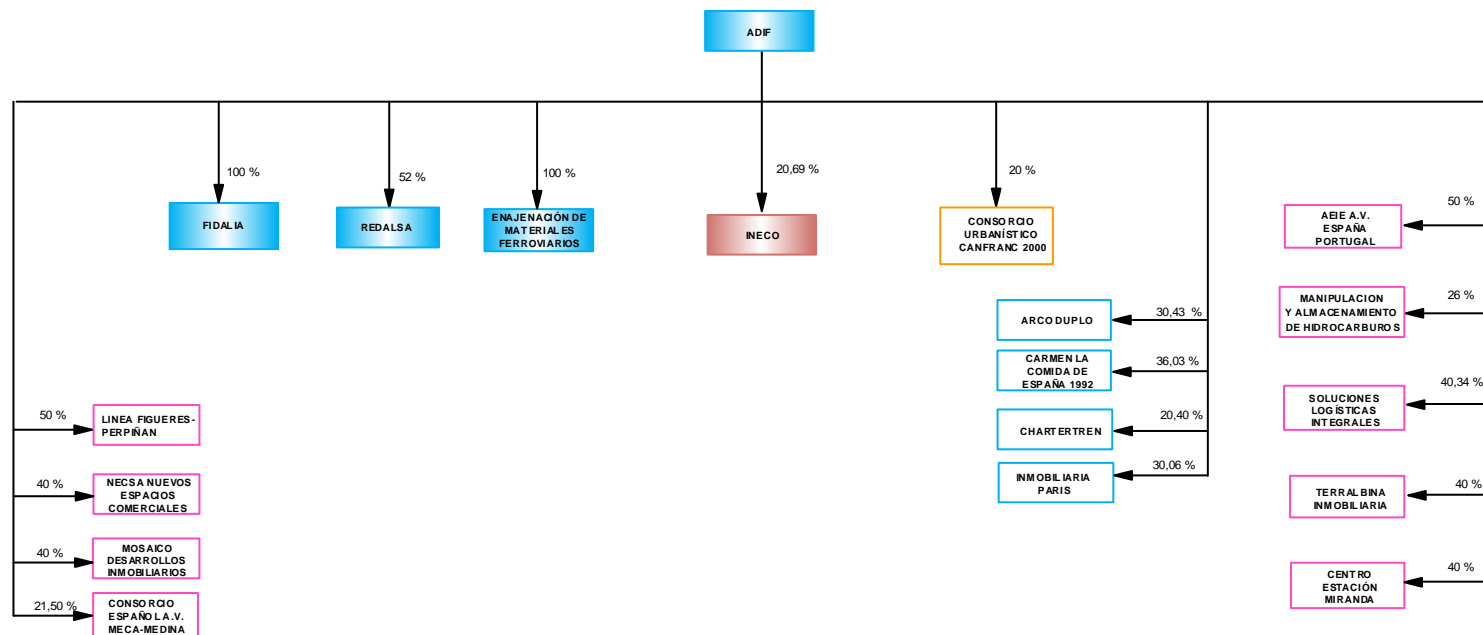 ADIF
100 %
52 %
100 %
20,69 %
20 %
50 %
FIDALIA
REDALSA
ENAJENACIÓN DE
MATERIALES
FERROVIARIOS
INECO
CONSORCIO
URBANÍSTICO
CANFRANC 2000
AEIE A.V.
ESPAÑA
PORTUGAL
ARCO DUPLO
30,43 %
MANIPULACION
Y ALMACENAMIENTO
DE HIDROCARBUROS
26 %
CARMEN LA
COMIDA DE
ESPAÑA 1992
36,03 %
SOLUCIONES
LOGÍSTICAS
INTEGRALES
40,34 %
50 %
LINEA FIGUERES-
PERPIÑAN
CHARTERTREN
20,40 %
40 %
NECSA NUEVOS
ESPACIOS
COMERCIALES
INMOBILIARIA
PARIS
30,06 %
TERRALBINA
INMOBILIARIA
40 %
40 %
MOSAICO
DESARROLLOS
INMOBILIARIOS
CENTRO
ESTACIÓN
MIRANDA
40 %
21,50 %
CONSORCIO
ESPAÑOL A.V.
MECA-MEDINA